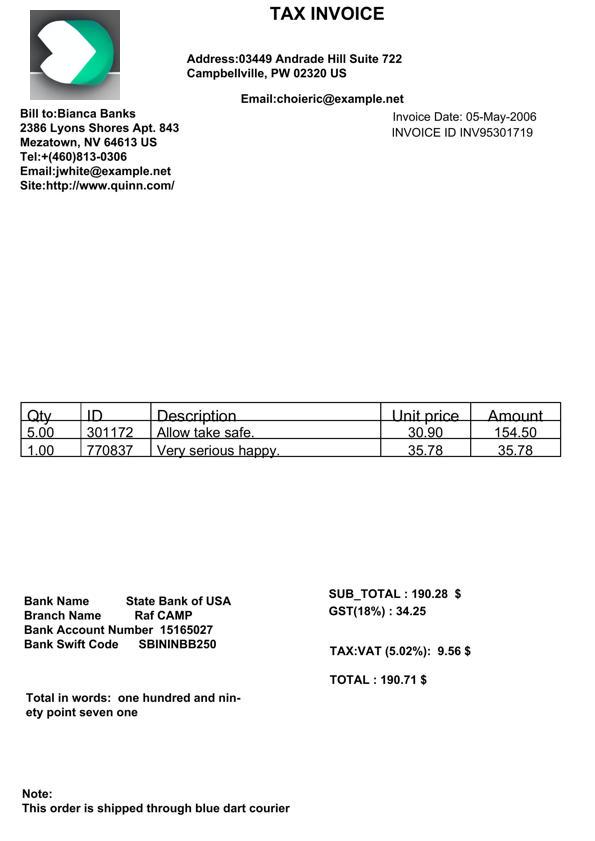 TAX INVOICE
Address:03449 Andrade Hill Suite 722
Campbellville, PW 02320 US
Email:choieric@example.net
Bill to:Bianca Banks
2386 Lyons Shores Apt. 843
Mezatown, NV 64613 US
Tel:+(460)813-0306
Email:jwhite@example.net
Site:http://www.quinn.com/
Invoice Date: 05-May-2006
INVOICE ID INV95301719
Qty ID Description Unit price Amount
5.00 301172 Allow take safe. 30.90 154.50
1.00 770837 Very serious happy. 35.78 35.78
Bank Name State Bank of USA
Branch Name Raf CAMP
Bank Account Number 15165027
Bank Swift Code SBININBB250
SUB_TOTAL : 190.28 $
GST(18%) : 34.25
TAX:VAT (5.02%): 9.56 $
TOTAL : 190.71 $
Total in words: one hundred and nin-
ety point seven one
Note:
This order is shipped through blue dart courier